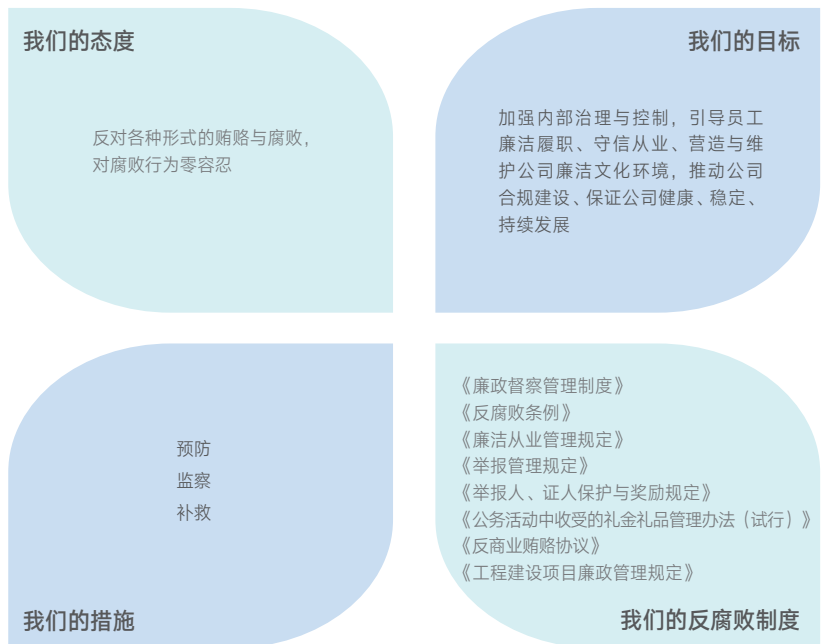 我们的态度
反对各种形式的贿赂与腐败，
对腐败行为零容忍
我们的目标
加强内部治理与控制，引导员工
廉洁履职、守信从业、营造与维
护公司廉洁文化环境，推动公司
合规建设、保证公司健康、稳定、
持续发展
预防
监察
补救
我们的措施
《廉政督察管理制度》
《反腐败条例》
《廉洁从业管理规定》
《举报管理规定》
《举报人、证人保护与奖励规定》
《公务活动中收受的礼金礼品管理办法（试行）》
《反商业贿赂协议》
《工程建设项目廉政管理规定》
我们的反腐败制度